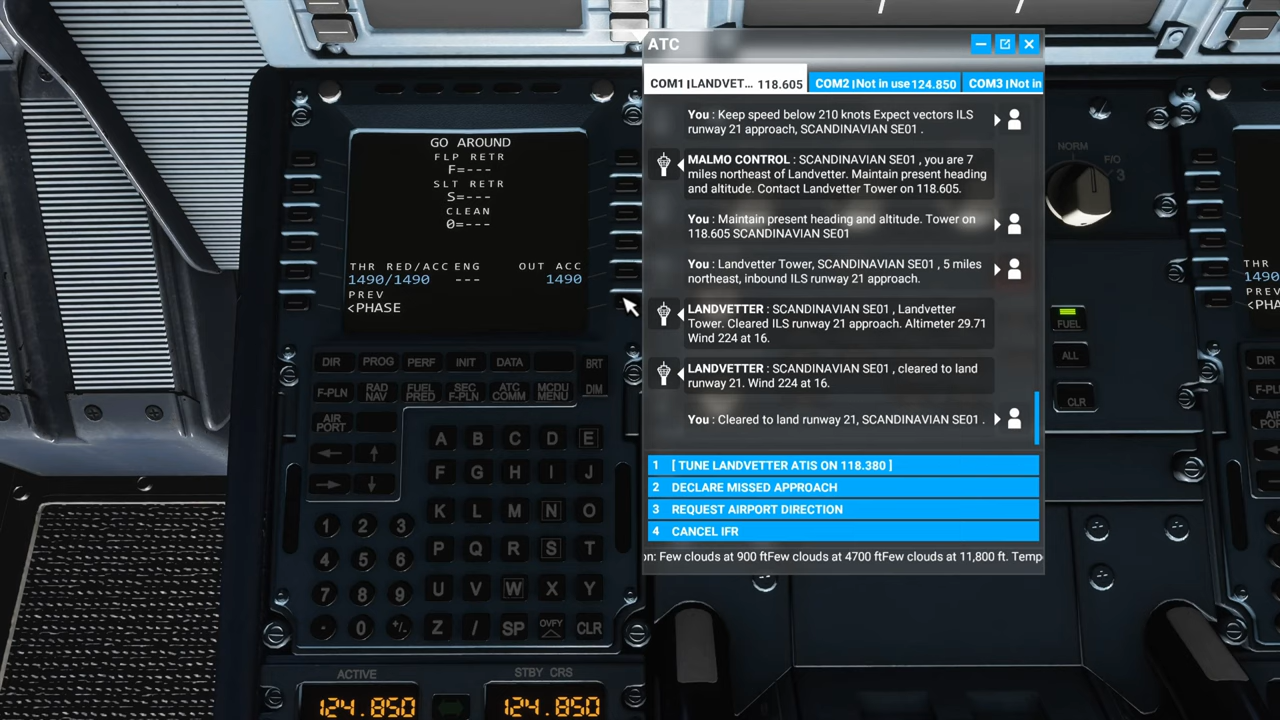 GO AROUND
FLP RETR
F=---
SLT RETR
S=---
CLEAN
0=---
THR RED/ACC ENG OUT ACC
1490/1490 --- 1490
PREV
<PHASE
DIR PROG PERF INIT DATA BRT
F-PLN RAD NAV FUEL PRED SEC F-PLN ATC COMM MCDU MENU DIM
AIR PORT
A B C D E
F G H I J
K L M N O
1 2 3
P Q R S T
4 5 6
U V W X Y
7 8 9
Z / SP OVFY CLR
. 0 +/-
ACTIVE STBY CRS
124.850 124.850
ATC
COM1 | LANDVET... 118.605 COM2 | Not in use 124.850 COM3 | Not in
You : Keep speed below 210 knots Expect vectors ILS
runway 21 approach, SCANDINAVIAN SE01 .
MALMO CONTROL : SCANDINAVIAN SE01 , you are 7
miles northeast of Landvetter. Maintain present heading
and altitude. Contact Landvetter Tower on 118.605.
You : Maintain present heading and altitude. Tower on
118.605 SCANDINAVIAN SE01
You : Landvetter Tower, SCANDINAVIAN SE01 , 5 miles
northeast, inbound ILS runway 21 approach.
LANDVETTER : SCANDINAVIAN SE01 , Landvetter
Tower. Cleared ILS runway 21 approach. Altimeter 29.71
Wind 224 at 16.
LANDVETTER : SCANDINAVIAN SE01 , cleared to land
runway 21. Wind 224 at 16.
You : Cleared to land runway 21, SCANDINAVIAN SE01 .
1 [ TUNE LANDVETTER ATIS ON 118.380 ]
2 DECLARE MISSED APPROACH
3 REQUEST AIRPORT DIRECTION
4 CANCEL IFR
n: Few clouds at 900 ftFew clouds at 4700 ftFew clouds at 11,800 ft. Temp
NORM
F/O
3
FUEL
ALL
CLR
THR
1490
PREV
<PHA
DIR
F-PL
AIR
POR